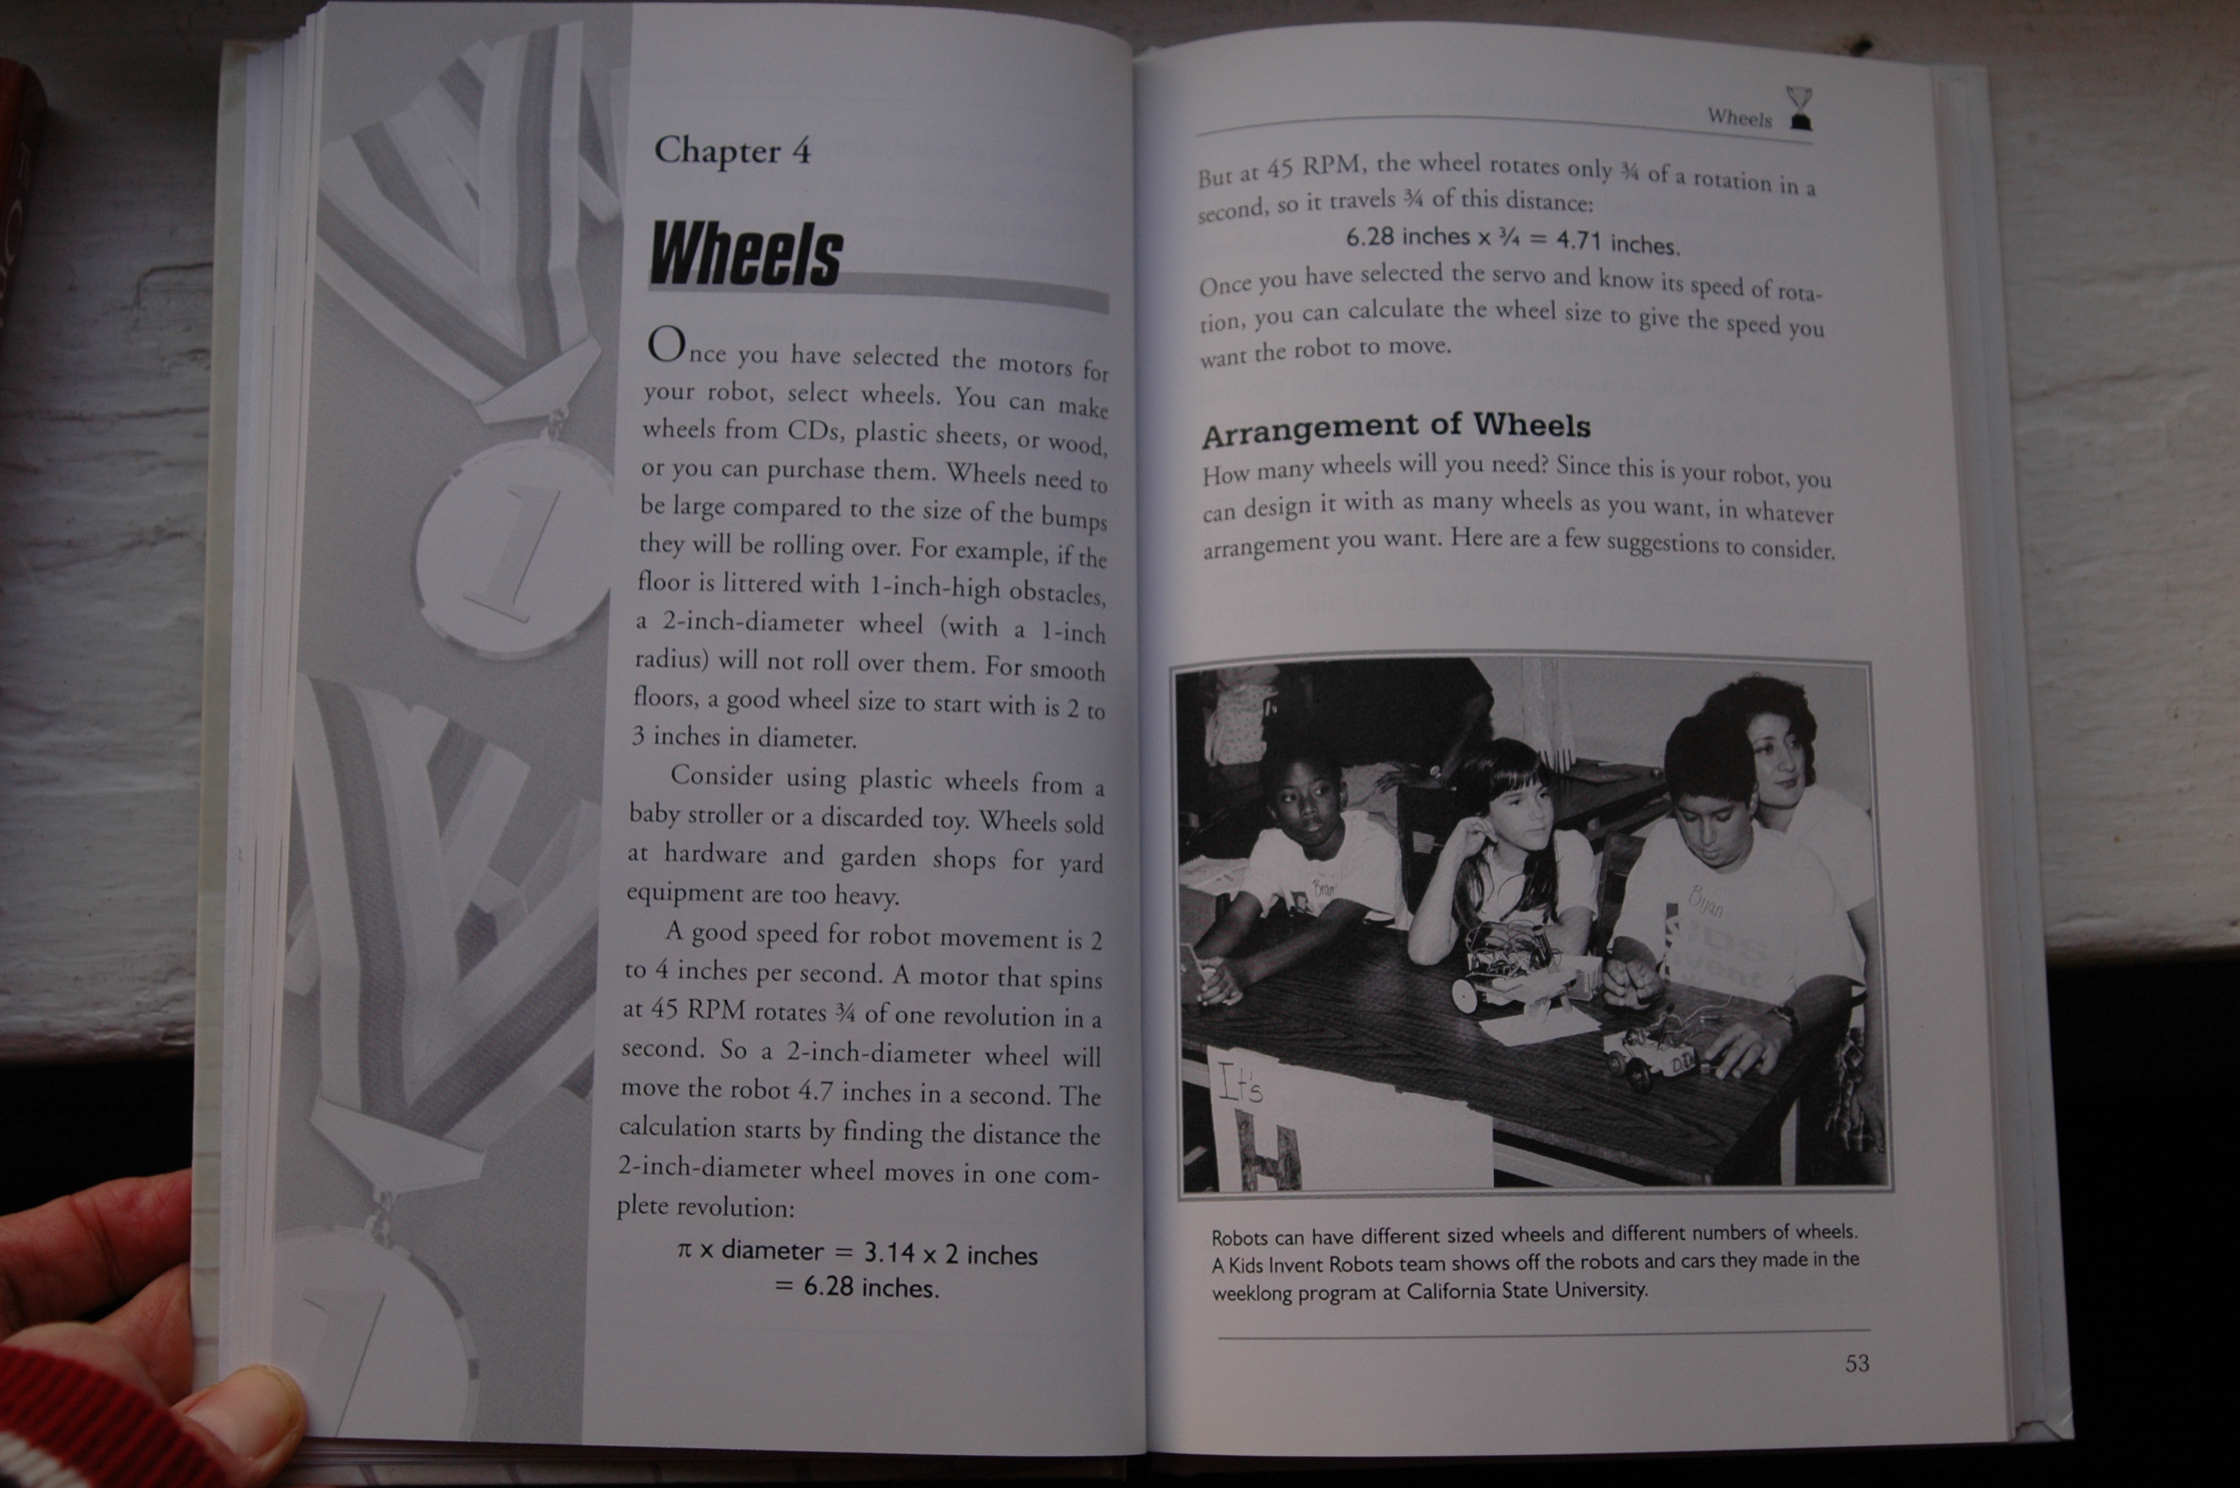 Chapter 4
Wheels
Once you have selected the motors for
your robot, select wheels. You can make
wheels from CDs, plastic sheets, or wood,
or you can purchase them. Wheels need to
be large compared to the size of the bumps
they will be rolling over. For example, if the
floor is littered with 1-inch-high obstacles,
a 2-inch-diameter wheel (with a 1-inch
radius) will not roll over them. For smooth
floors, a good wheel size to start with is 2 to
3 inches in diameter.
Consider using plastic wheels from a
baby stroller or a discarded toy. Wheels sold
at hardware and garden shops for yard
equipment are too heavy.
A good speed for robot movement is 2
to 4 inches per second. A motor that spins
at 45 RPM rotates ¾ of one revolution in a
second. So a 2-inch-diameter wheel will
move the robot 4.7 inches in a second. The
calculation starts by finding the distance the
2-inch-diameter wheel moves in one com-
plete revolution:
π x diameter = 3.14 x 2 inches
= 6.28 inches.
1
1
Wheels
But at 45 RPM, the wheel rotates only ¾ of a rotation in a
second, so it travels ¾ of this distance:
6.28 inches x ¾ = 4.71 inches.
Once you have selected the servo and know its speed of rota-
tion, you can calculate the wheel size to give the speed you
want the robot to move.
Arrangement of Wheels
How many wheels will you need? Since this is your robot, you
can design it with as many wheels as you want, in whatever
arrangement you want. Here are a few suggestions to consider.
Bryan
It's
H
Robots can have different sized wheels and different numbers of wheels.
A Kids Invent Robots team shows off the robots and cars they made in the
weeklong program at California State University.
53